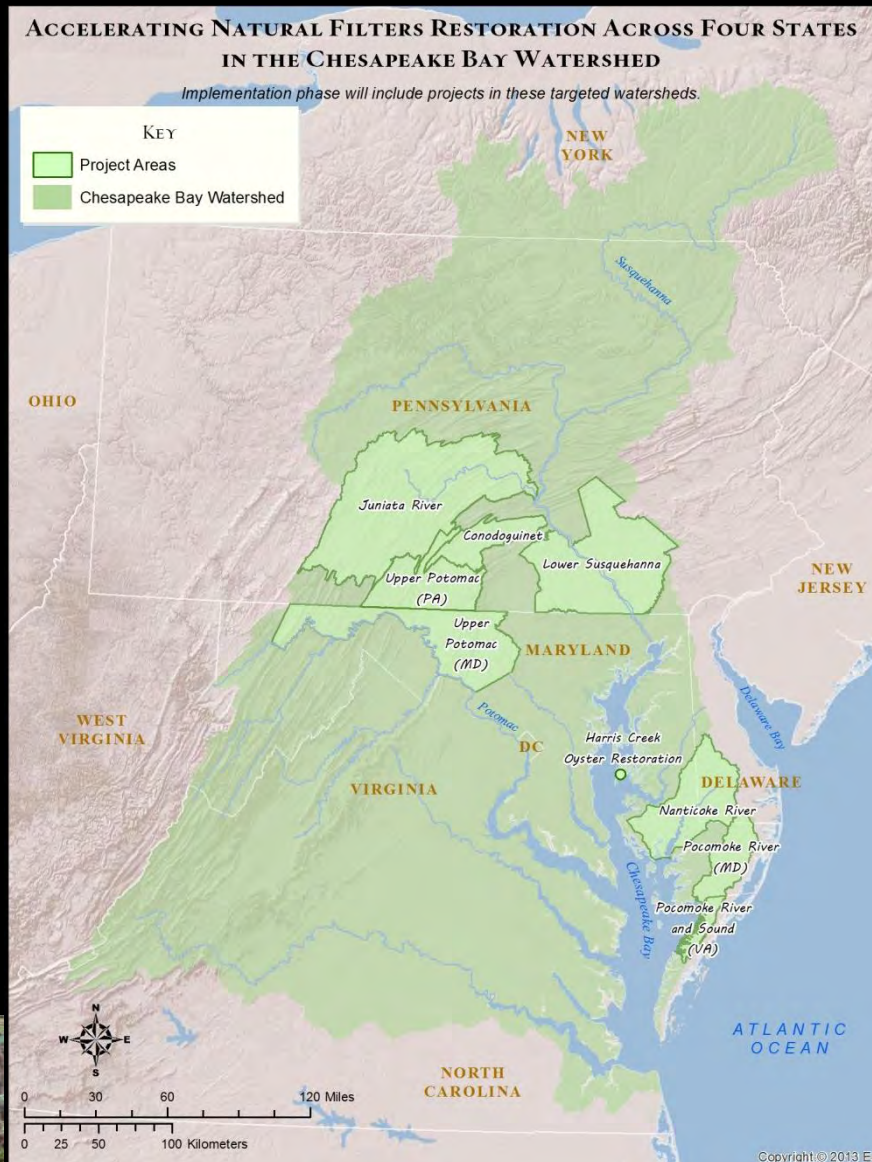 ACCELERATING NATURAL FILTERS RESTORATION ACROSS FOUR STATES
IN THE CHESAPEAKE BAY WATERSHED
Implementation phase will include projects in these targeted watersheds.
KEY
Project Areas
Chesapeake Bay Watershed
NEW
YORK
Susquehanna
OHIO
PENNSYLVANIA
Juniata River
Conodoguinet
Lower Susquehanna
Upper Potomac
(PA)
NEW
JERSEY
Upper
Potomac
(MD)
MARYLAND
Delaware Bay
WEST
VIRGINIA
Potomac
DC
Harris Creek
Oyster Restoration
VIRGINIA
DELAWARE
Nanticoke River
Pocomoke River
(MD)
Chesapeake Bay
Pocomoke River
and Sound
(VA)
N
W
E
S
ATLANTIC
OCEAN
NORTH
CAROLINA
0 30 60 120 Miles
0 25 50 100 Kilometers
Copyright © 2013 E